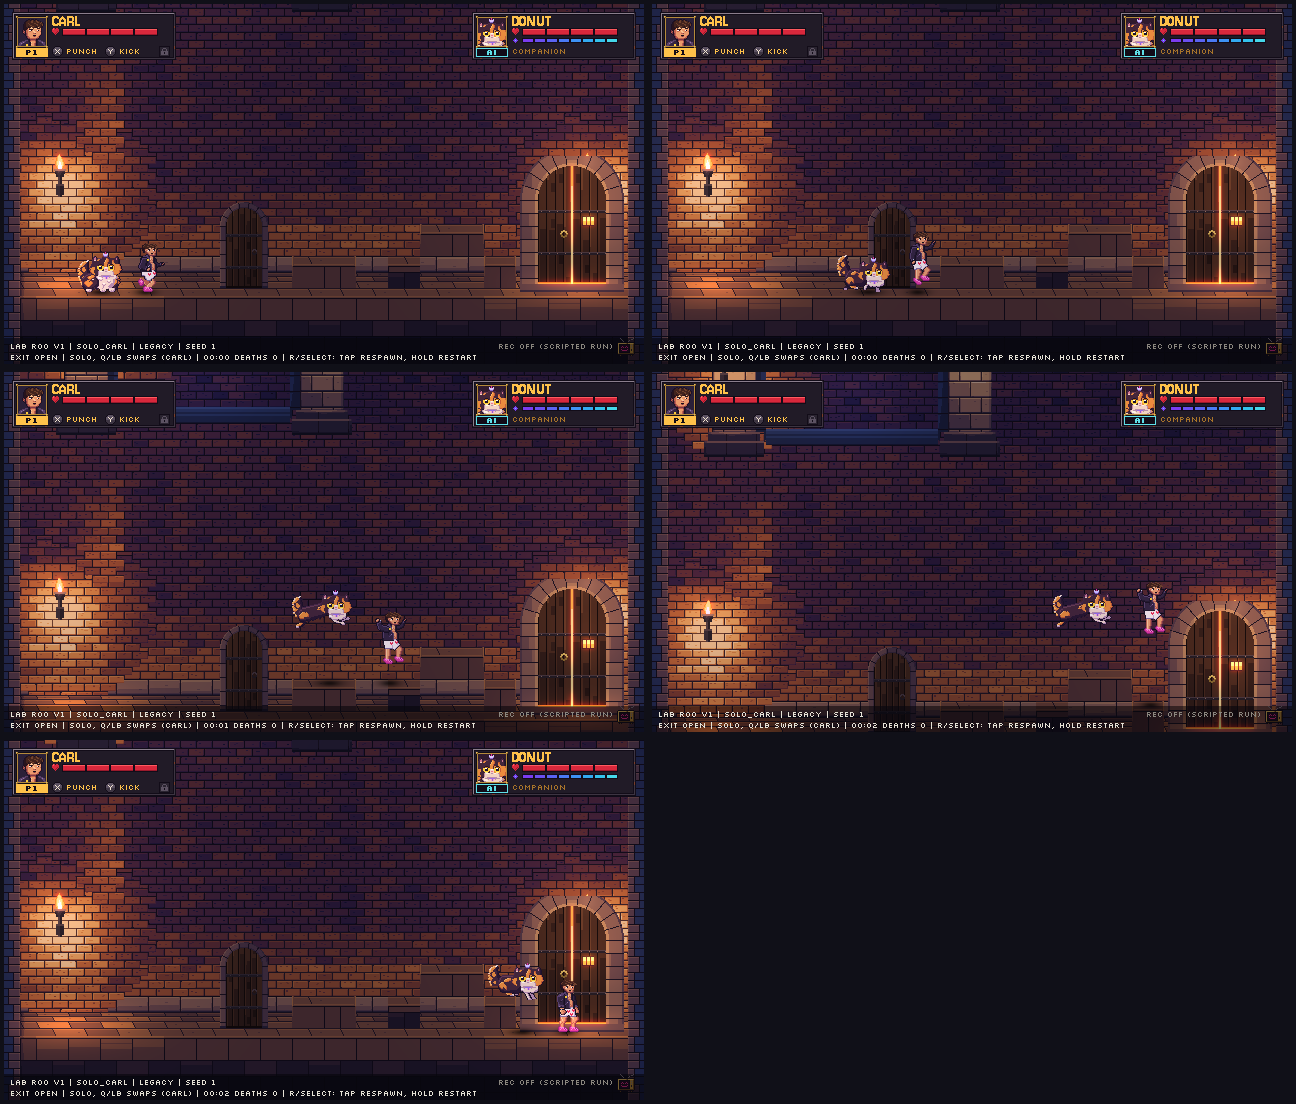 CARL
P1
X PUNCH Y KICK
DONUT
AI COMPANION
LAB ROO V1 | SOLO_CARL | LEGACY | SEED 1
REC OFF (SCRIPTED RUN)
EXIT OPEN | SOLO, Q/LB SWAPS (CARL) | 00:00 DEATHS 0 | R/SELECT: TAP RESPAWN, HOLD RESTART
CARL
P1
X PUNCH Y KICK
DONUT
AI COMPANION
LAB ROO V1 | SOLO_CARL | LEGACY | SEED 1
REC OFF (SCRIPTED RUN)
EXIT OPEN | SOLO, Q/LB SWAPS (CARL) | 00:00 DEATHS 0 | R/SELECT: TAP RESPAWN, HOLD RESTART
CARL
P1
X PUNCH Y KICK
DONUT
AI COMPANION
LAB ROO V1 | SOLO_CARL | LEGACY | SEED 1
REC OFF (SCRIPTED RUN)
EXIT OPEN | SOLO, Q/LB SWAPS (CARL) | 00:01 DEATHS 0 | R/SELECT: TAP RESPAWN, HOLD RESTART
CARL
P1
X PUNCH Y KICK
DONUT
AI COMPANION
LAB ROO V1 | SOLO_CARL | LEGACY | SEED 1
REC OFF (SCRIPTED RUN)
EXIT OPEN | SOLO, Q/LB SWAPS (CARL) | 00:02 DEATHS 0 | R/SELECT: TAP RESPAWN, HOLD RESTART
CARL
P1
X PUNCH Y KICK
DONUT
AI COMPANION
LAB ROO V1 | SOLO_CARL | LEGACY | SEED 1
REC OFF (SCRIPTED RUN)
EXIT OPEN | SOLO, Q/LB SWAPS (CARL) | 00:02 DEATHS 0 | R/SELECT: TAP RESPAWN, HOLD RESTART